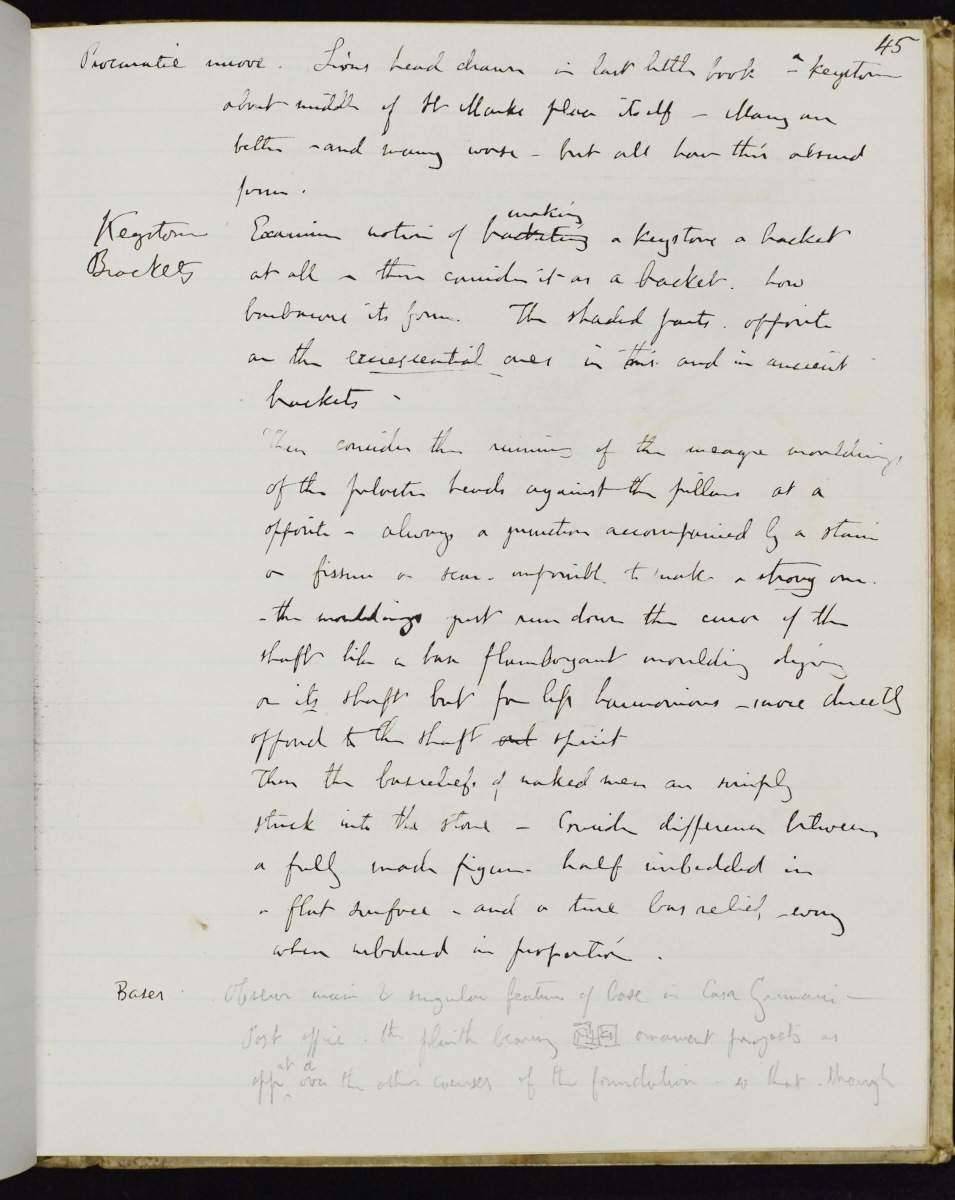 45
Procuratie nuove. Lions head drawn in last little book - a keystone
about middle of St Marks place itself - Many are
better - and many worse - but all have this absurd
form.
Keystone Brackets
Examine notion of bracketing making a keystone a bracket
at all - then consider it as a bracket. how
barbarous its form. The shaded parts. opposite
are the excrescential ones in this and in ancient
brackets -
Then consider the running of the meagre mouldings
of the pilaster heads against the pillars at a
opposite - always a junction accompanied by a stain
or fissure or scar. impossible to make a strong one.
- the mouldings just run down the curve of the
shaft like a base flamboyant moulding dying
on its shaft but far less harmonious - more directly
opposed to the shaft and spirit
Then the basreliefs of naked men are simply
stuck into the stone - Consider difference between
a fully made figure half imbedded in
a flat surface - and a true bas relief, every
where subdued in proportion.
Bases
Observe main & singular feature of base in Casa Grimani -
Post office. the plinth bearing ornament projects as
at a opp. over the other courses of the foundation. so that though